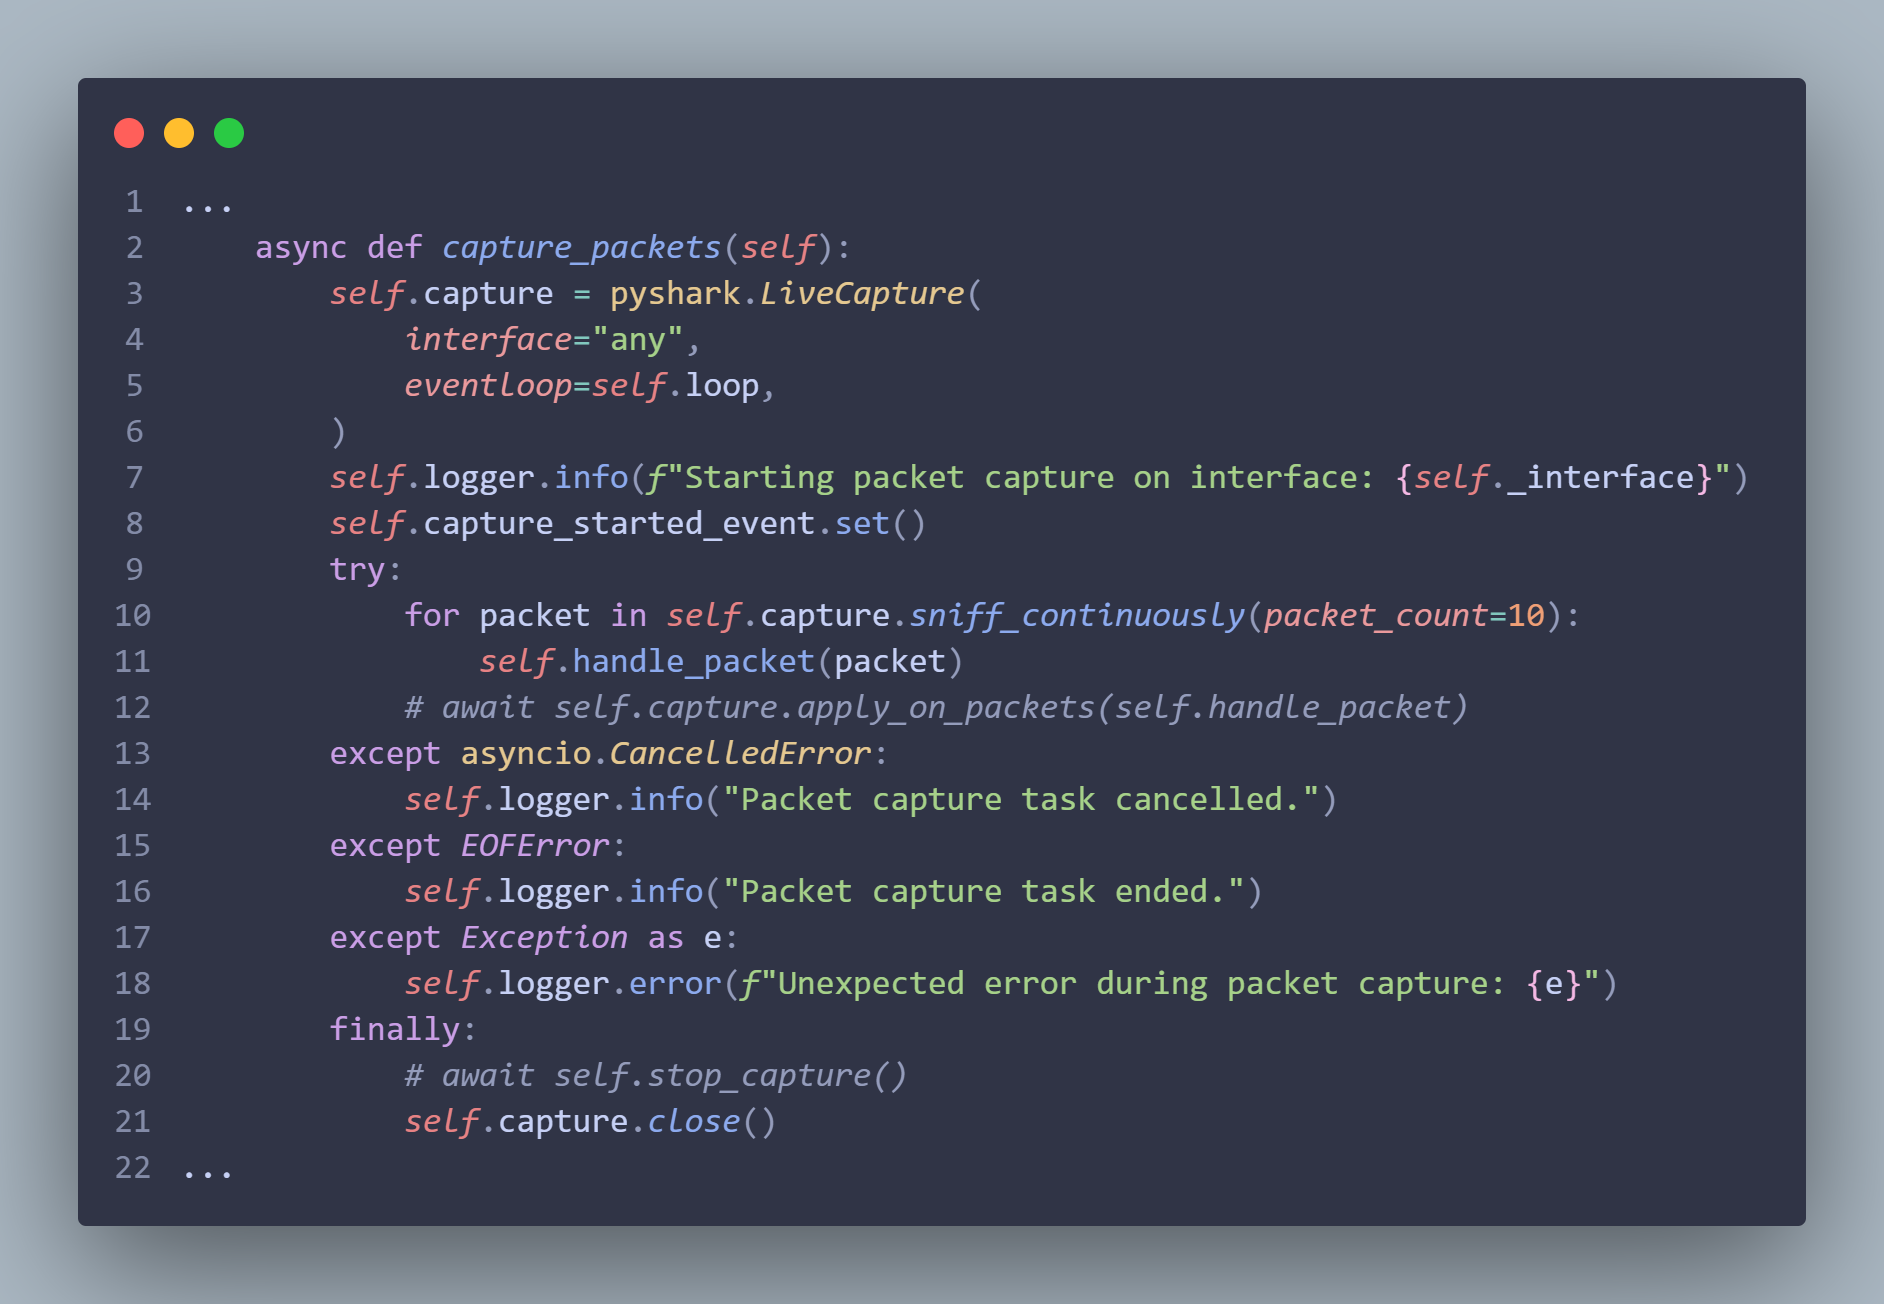 1 ...
2     async def capture_packets(self):
3         self.capture = pyshark.LiveCapture(
4             interface="any",
5             eventloop=self.loop,
6         )
7         self.logger.info(f"Starting packet capture on interface: {self._interface}")
8         self.capture_started_event.set()
9         try:
10             for packet in self.capture.sniff_continuously(packet_count=10):
11                 self.handle_packet(packet)
12             # await self.capture.apply_on_packets(self.handle_packet)
13         except asyncio.CancelledError:
14             self.logger.info("Packet capture task cancelled.")
15         except EOFError:
16             self.logger.info("Packet capture task ended.")
17         except Exception as e:
18             self.logger.error(f"Unexpected error during packet capture: {e}")
19         finally:
20             # await self.stop_capture()
21             self.capture.close()
22 ...